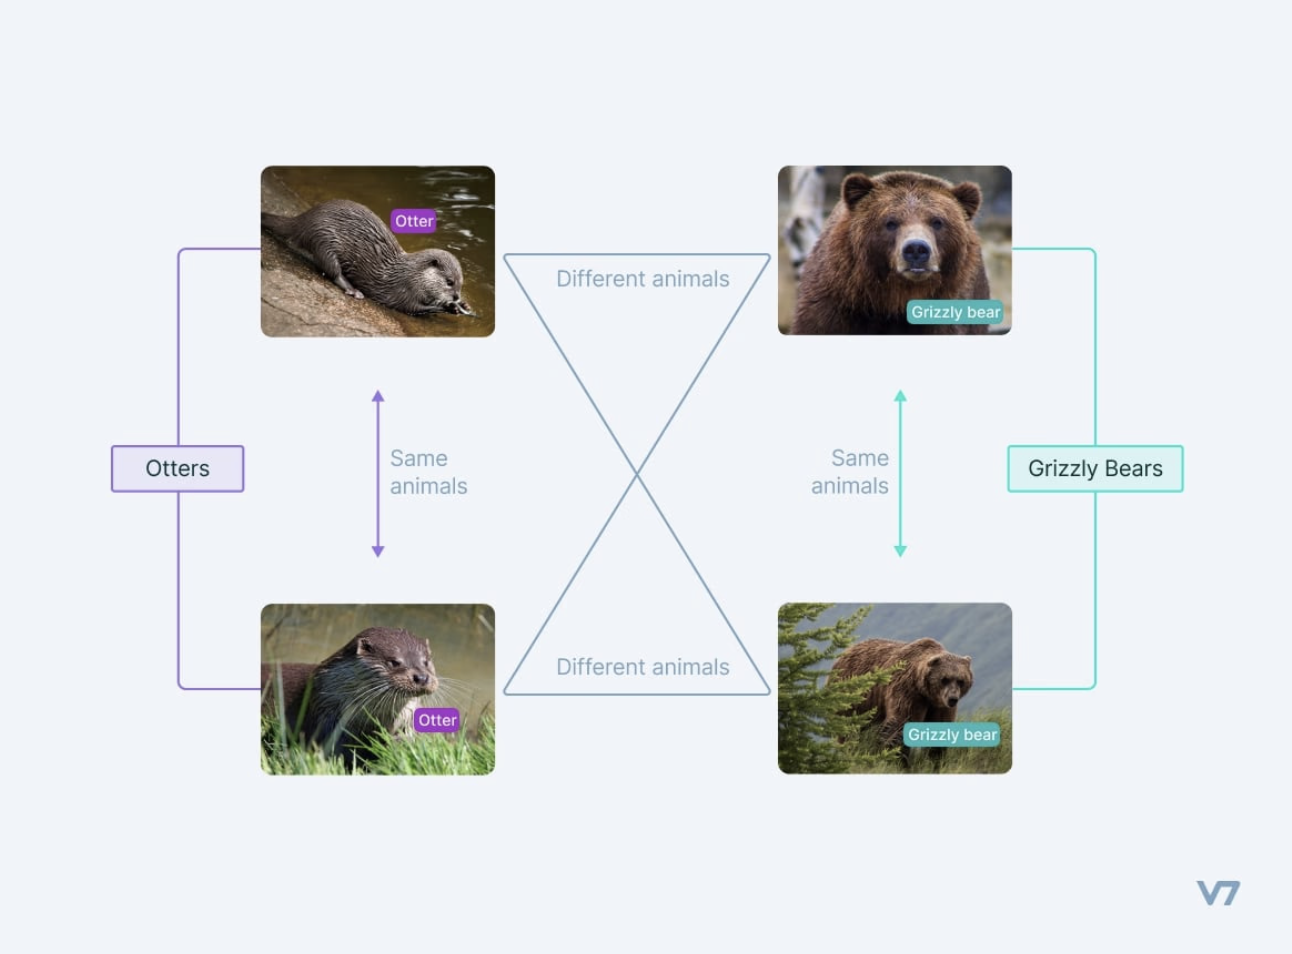 Otter
Different animals
Grizzly bear
Otters
Same
animals
Same
animals
Grizzly Bears
Different animals
Otter
Grizzly bear
V7